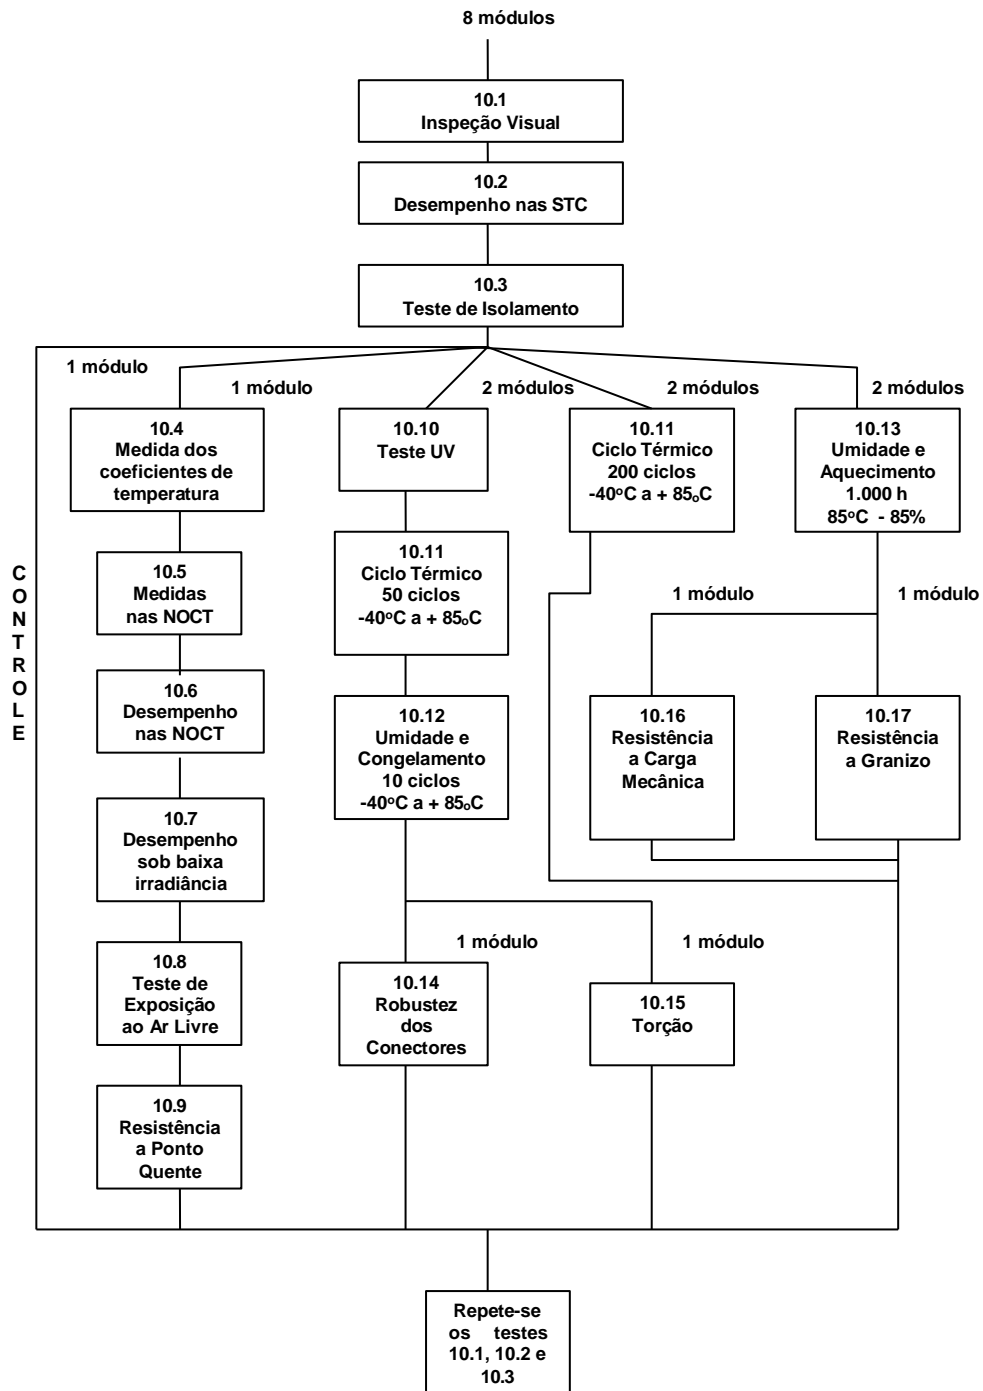 8 módulos
10.1
Inspeção Visual
10.2
Desempenho nas STC
10.3
Teste de Isolamento
1 módulo
1 módulo
2 módulos
2 módulos
2 módulos
10.4
Medida dos
coeficientes de
temperatura
10.10
Teste UV
10.11
Ciclo Térmico
200 ciclos
-40ºC a + 85ₒC
10.13
Umidade e
Aquecimento
1.000 h
85ºC - 85%
C
O
N
T
R
O
L
E
10.5
Medidas
nas NOCT
10.11
Ciclo Térmico
50 ciclos
-40ºC a + 85ₒC
1 módulo
1 módulo
10.6
Desempenho
nas NOCT
10.12
Umidade e
Congelamento
10 ciclos
-40ºC a + 85ₒC
10.16
Resistência
a Carga
Mecânica
10.17
Resistência
a Granizo
10.7
Desempenho
sob baixa
irradiância
1 módulo
1 módulo
10.8
Teste de
Exposição
ao Ar Livre
10.14
Robustez
dos
Conectores
10.15
Torção
10.9
Resistência
a Ponto
Quente
Repete-se
os testes
10.1, 10.2 e
10.3